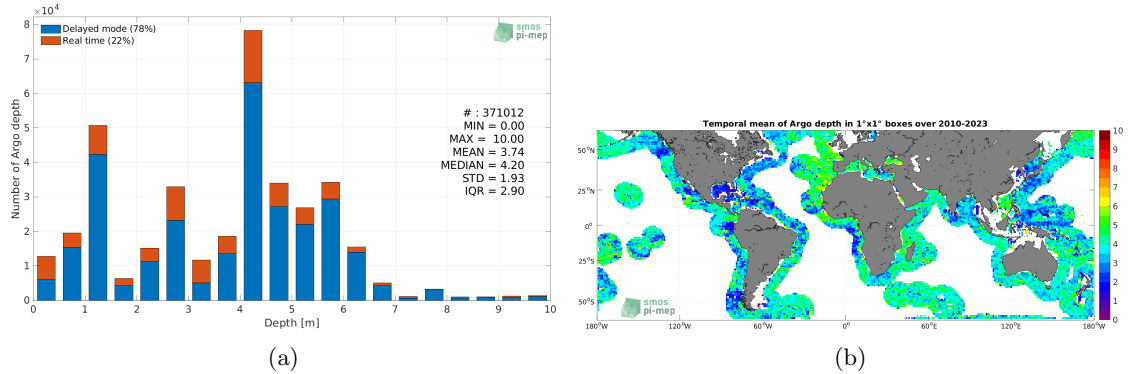 ×10⁴
8
7
6
5
4
3
2
1
0
Number of Argo depth
Delayed mode (78%)
Real time (22%)
smos
pi-mep
# : 371012
MIN = 0.00
MAX = 10.00
MEAN = 3.74
MEDIAN = 4.20
STD = 1.93
IQR = 2.90
0 1 2 3 4 5 6 7 8 9 10
Depth [m]
(a)
Temporal mean of Argo depth in 1°x1° boxes over 2010-2023
50°N
25°N
0°
25°S
50°S
smos
pi-mep
180°W 120°W 60°W 0° 60°E 120°E 180°W
10
9
8
7
6
5
4
3
2
1
0
(b)